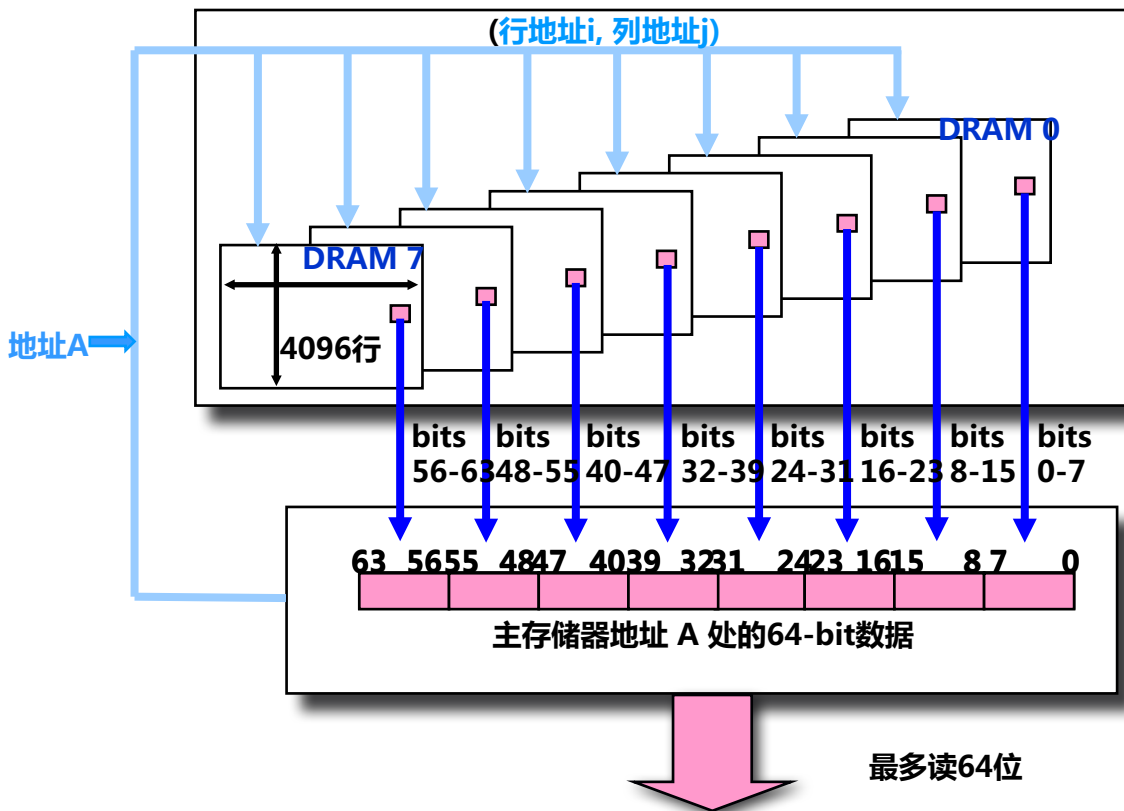 (行地址i, 列地址j)
DRAM 0
DRAM 7
地址A
4096行
bits 56-63
bits 48-55
bits 40-47
bits 32-39
bits 24-31
bits 16-23
bits 8-15
bits 0-7
63 56 55 48 47 40 39 32 31 24 23 16 15 8 7 0
主存储器地址 A 处的64-bit数据
最多读64位